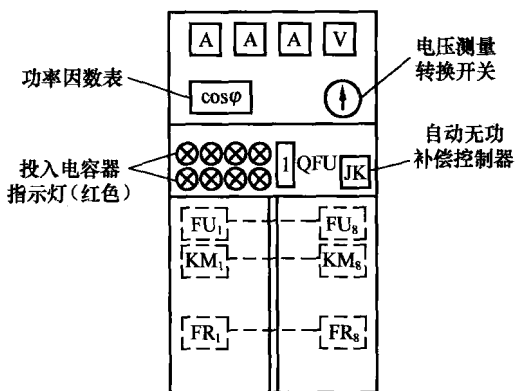 A A A V
电压测量
转换开关
功率因数表
cosφ
自动无功
补偿控制器
投入电容器
指示灯(红色)
1 QFU JK
FU₁ FU₈
KM₁ KM₈
FR₁ FR₈